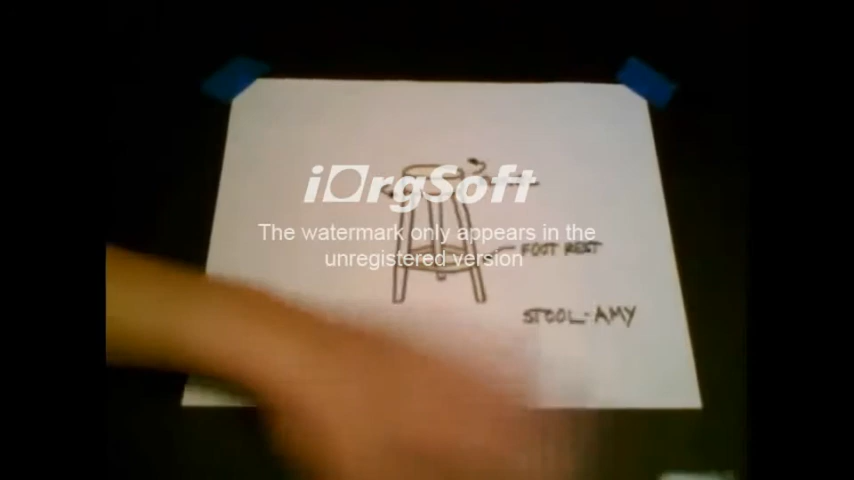 iOrgSoft
The watermark only appears in the
unregistered version
FOOT REST
STOOL-AMY